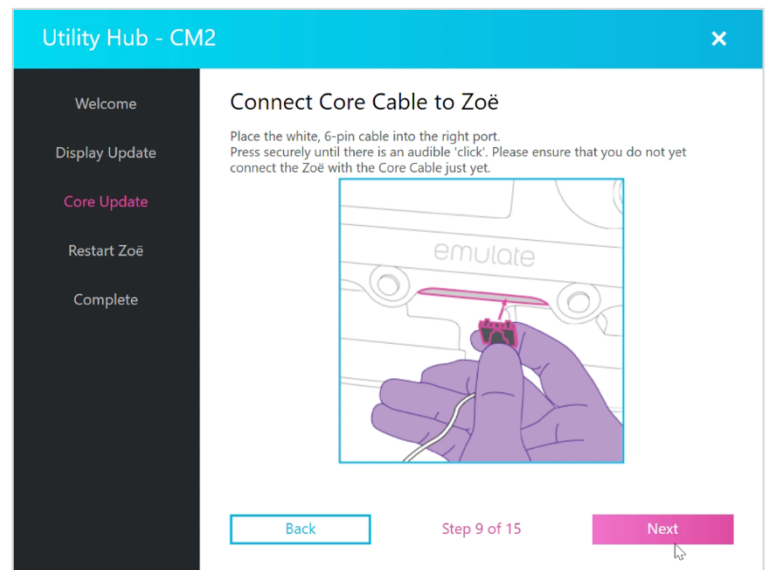 Utility Hub - CM2
Welcome
Display Update
Core Update
Restart Zoë
Complete
Connect Core Cable to Zoë
Place the white, 6-pin cable into the right port.
Press securely until there is an audible 'click'. Please ensure that you do not yet
connect the Zoë with the Core Cable just yet.
emulate
Back
Step 9 of 15
Next